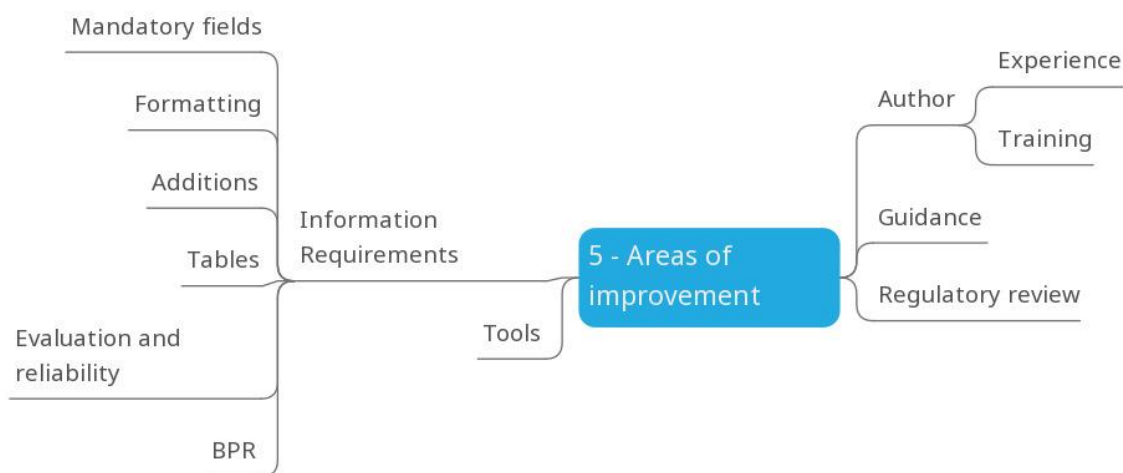 Mandatory fields
Formatting
Additions
Tables
Evaluation and
reliability
BPR
Information
Requirements
Tools
5 - Areas of
improvement
Author
Experience
Training
Guidance
Regulatory review